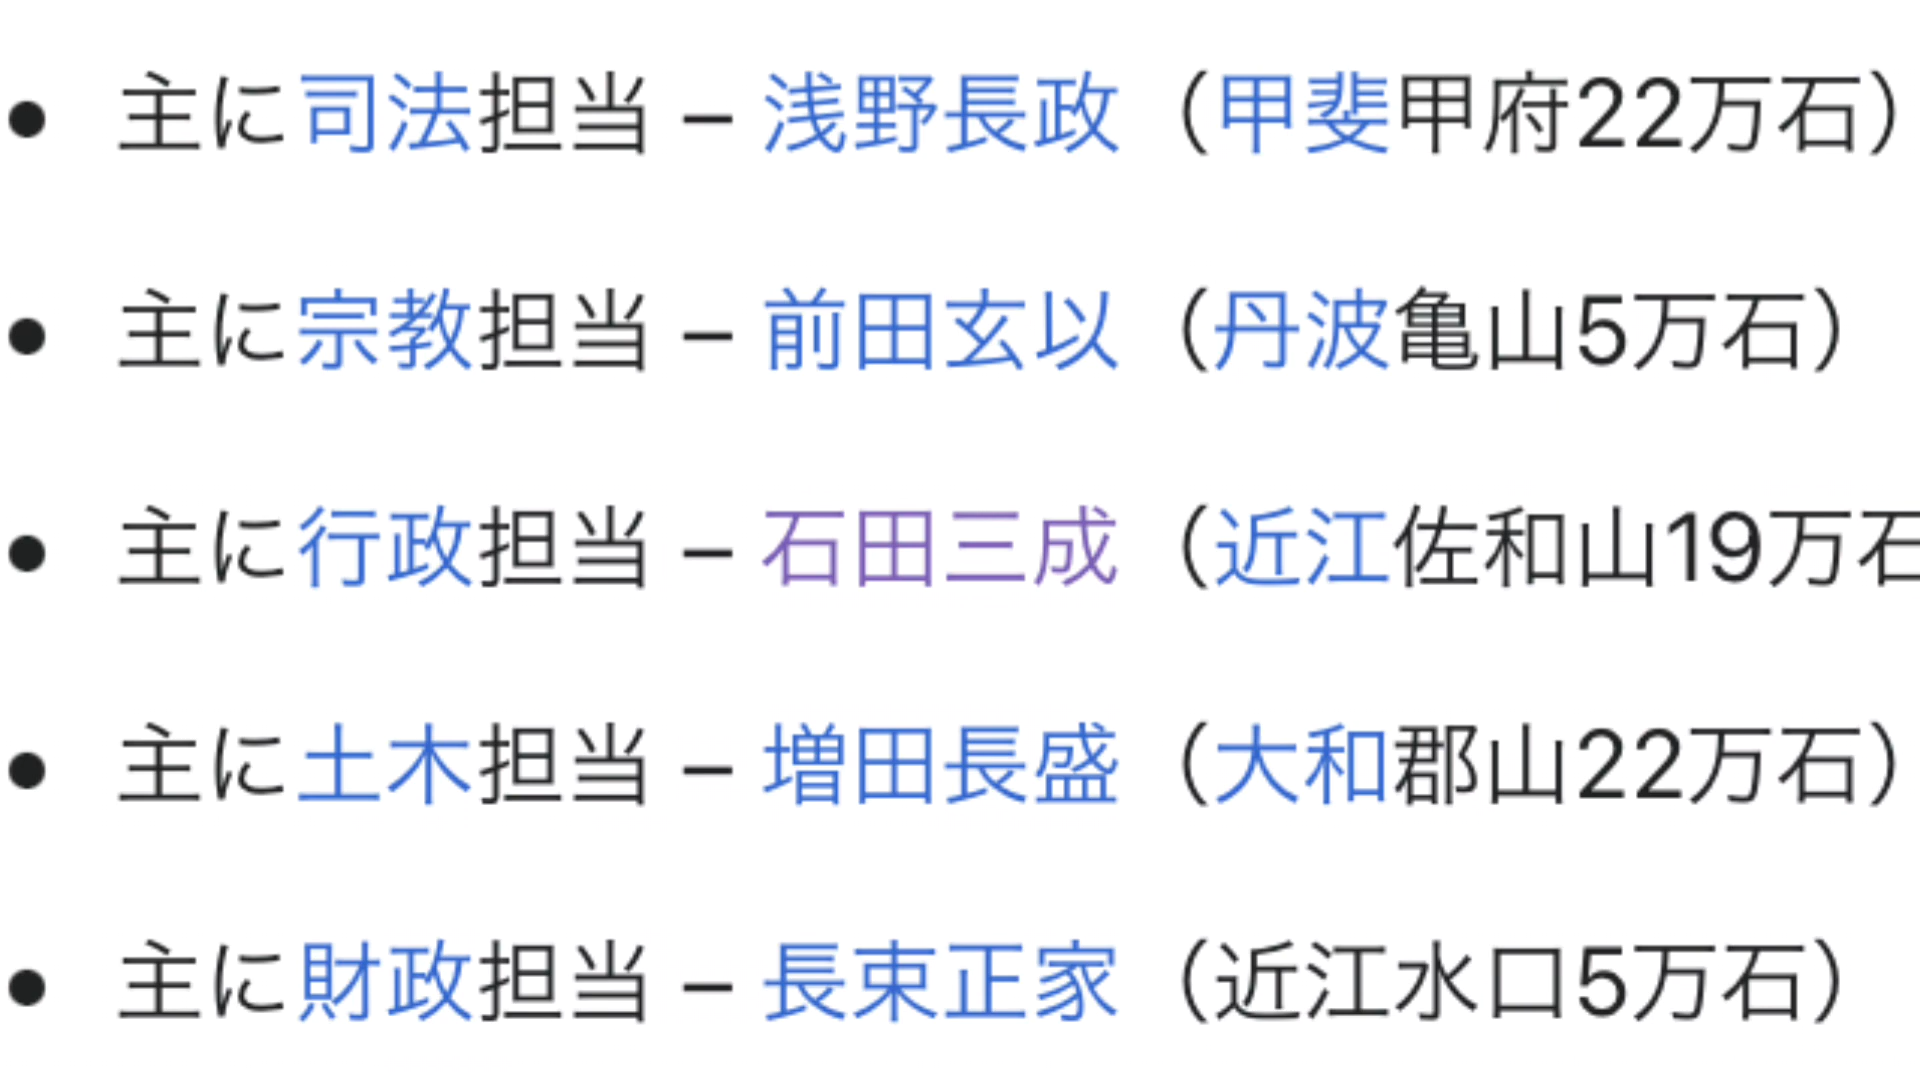 • 主に司法担当 – 浅野長政（甲斐甲府22万石）
• 主に宗教担当 – 前田玄以（丹波亀山5万石）
• 主に行政担当 – 石田三成（近江佐和山19万石
• 主に土木担当 – 増田長盛（大和郡山22万石）
• 主に財政担当 – 長束正家（近江水口5万石）